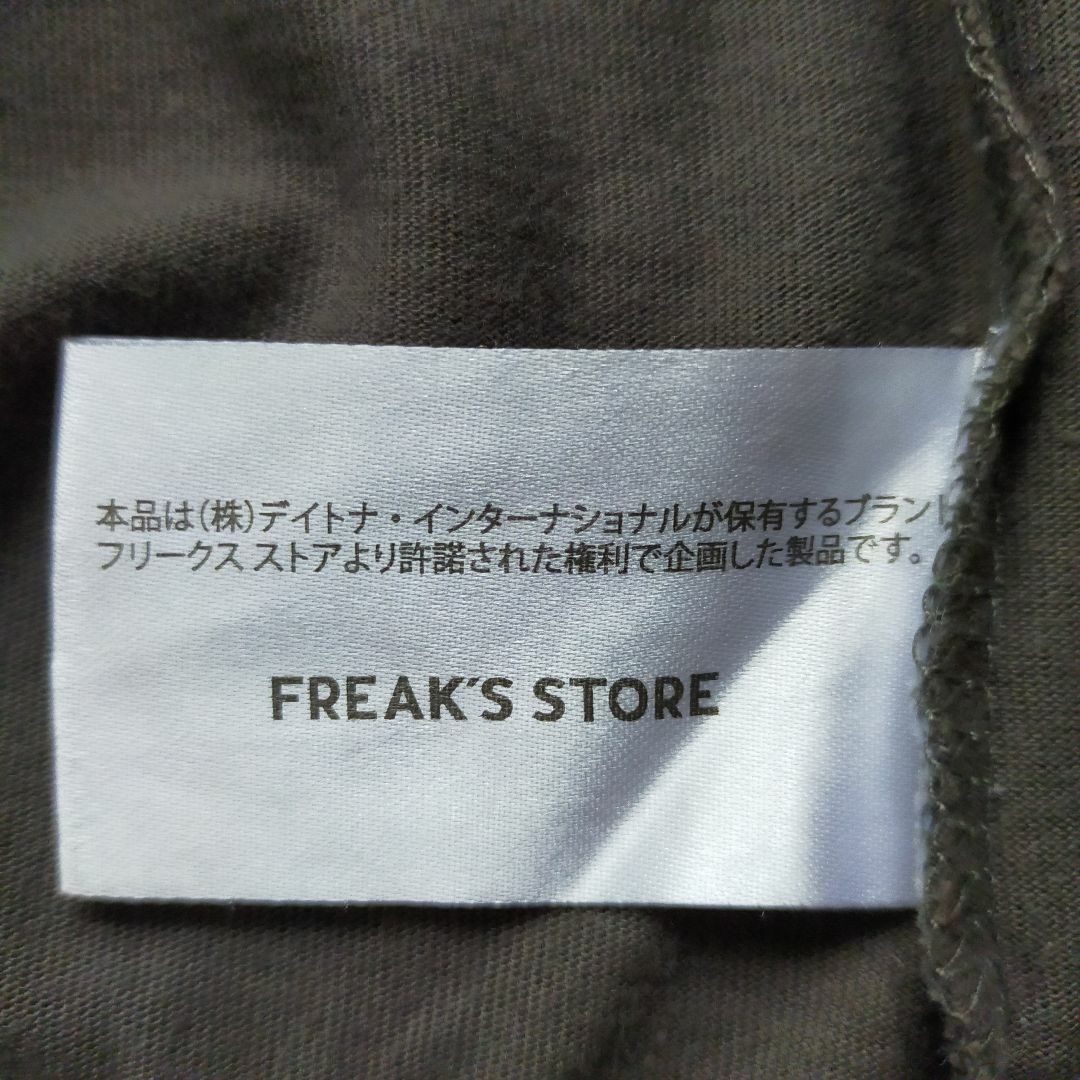 本品は(株)デイトナ・インターナショナルが保有するブランド
フリークス ストアより許諾された権利で企画した製品です。
FREAK'S STORE